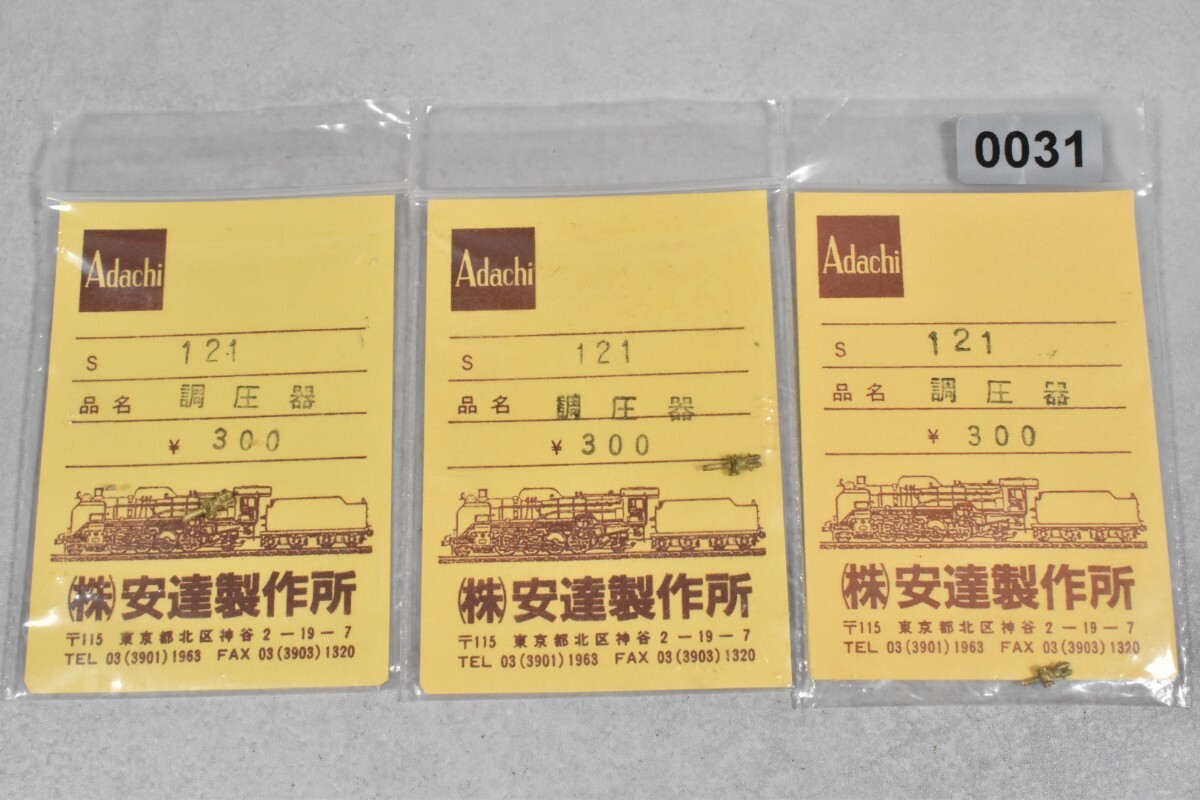 0031
Adachi
S 121
品名 調圧器
¥ 300
(株)安達製作所
〒115 東京都北区神谷2-19-7
TEL 03(3901)1963 FAX 03(3903)1320
Adachi
S 121
品名 調圧器
¥ 300
(株)安達製作所
〒115 東京都北区神谷2-19-7
TEL 03(3901)1963 FAX 03(3903)1320
Adachi
S 121
品名 調圧器
¥ 300
(株)安達製作所
〒115 東京都北区神谷2-19-7
TEL 03(3901)1963 FAX 03(3903)1320